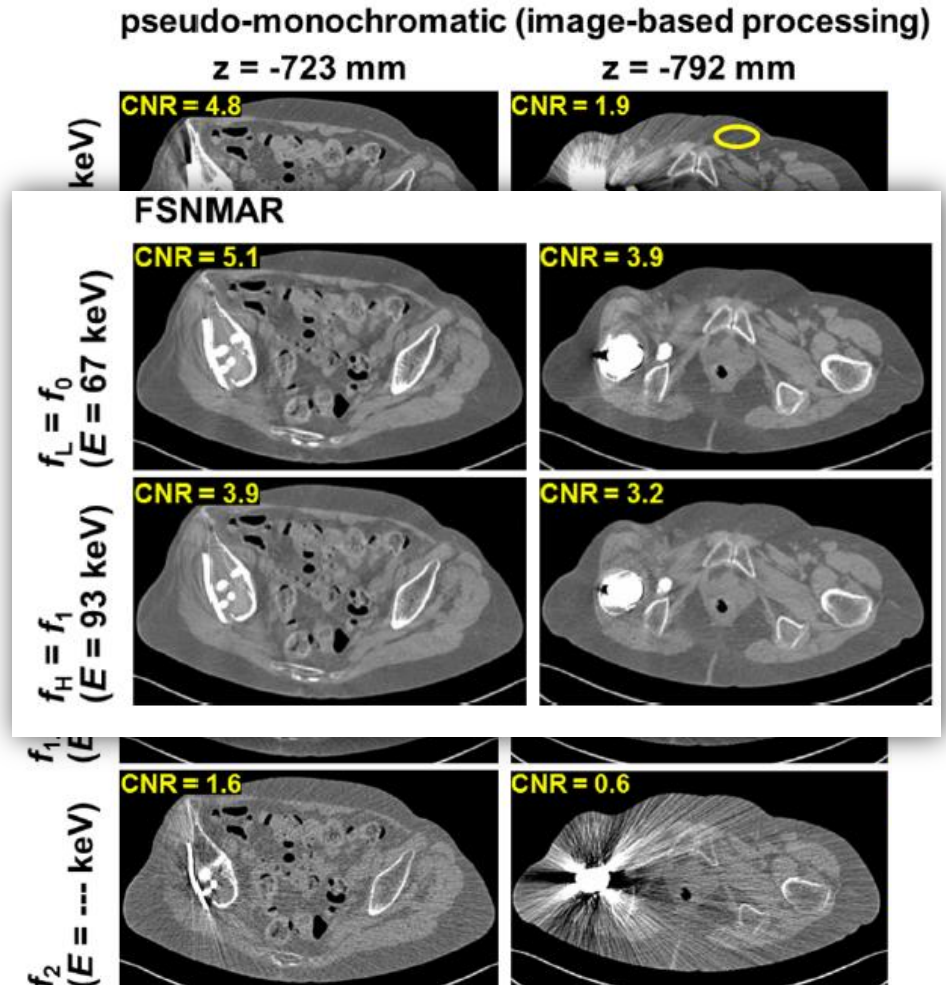 pseudo-monochromatic (image-based processing)
z = -723 mm
z = -792 mm
keV)
CNR = 4.8
CNR = 1.9
FSNMAR
f_L = f_0
(E = 67 keV)
CNR = 5.1
CNR = 3.9
f_H = f_1
(E = 93 keV)
CNR = 3.9
CNR = 3.2
f_2
(E = --- keV)
CNR = 1.6
CNR = 0.6